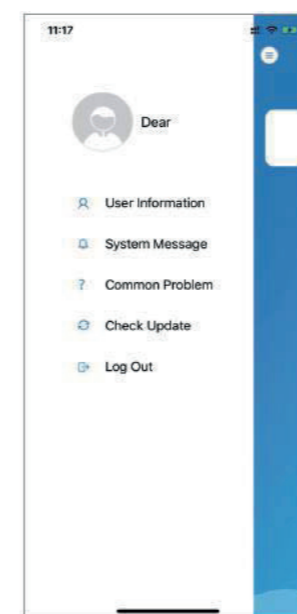 11:17
Dear
User Information
System Message
Common Problem
Check Update
Log Out